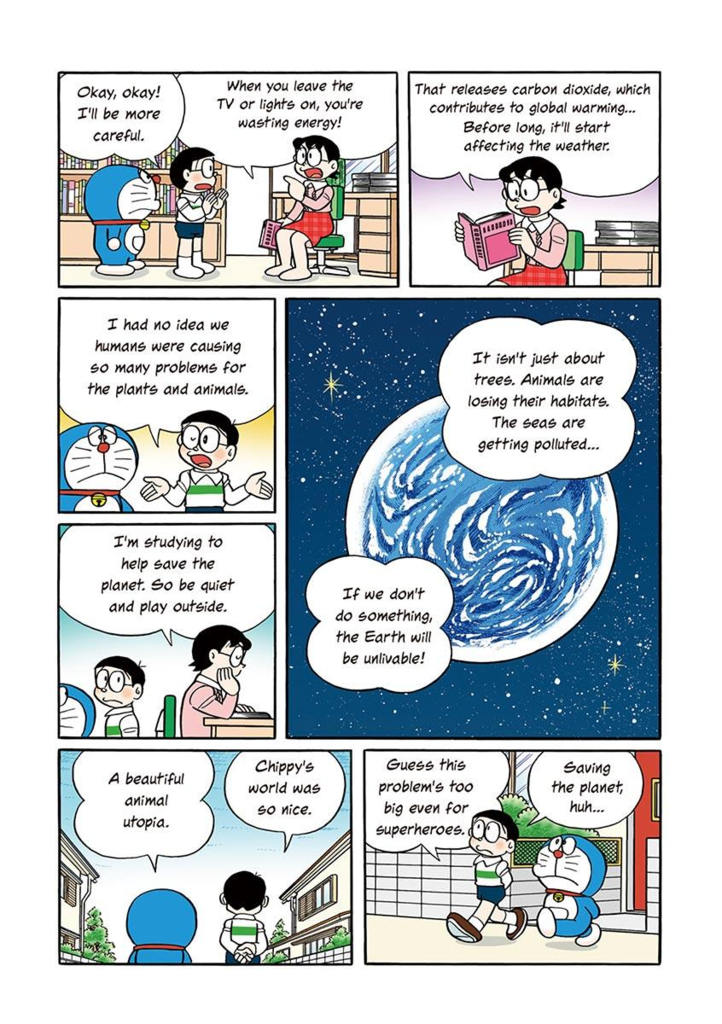 That releases carbon dioxide, which
contributes to global warming...
Before long, it'll start
affecting the weather.
When you leave the
TV or lights on, you're
wasting energy!
Okay, okay!
I'll be more
careful.
It isn't just about
trees. Animals are
losing their habitats.
The seas are
getting polluted...
If we don't
do something,
the Earth will
be unlivable!
I had no idea we
humans were causing
so many problems for
the plants and animals.
I'm studying to
help save the
planet. So be quiet
and play outside.
Saving
the planet,
huh...
Guess this
problem's too
big even for
superheroes.
Chippy's
world was
so nice.
A beautiful
animal
utopia.